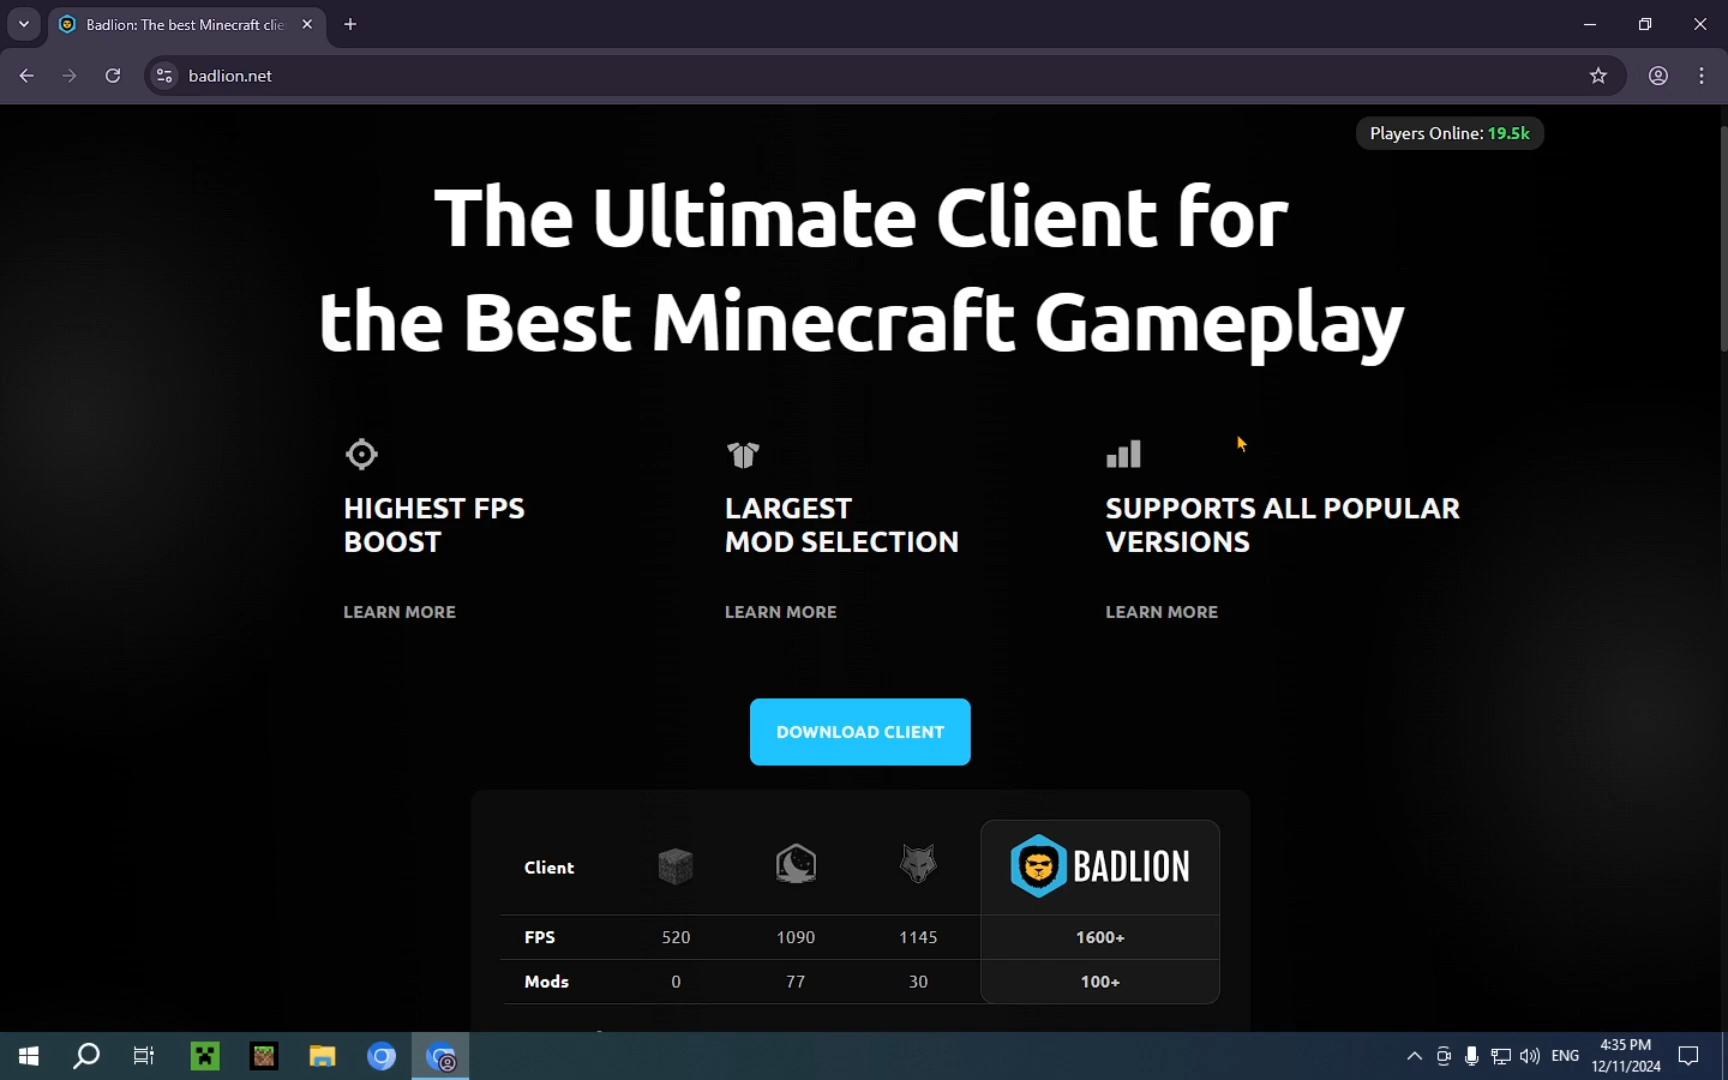 Badlion: The best Minecraft clie
badlion.net
Players Online: 19.5k
The Ultimate Client for
the Best Minecraft Gameplay
HIGHEST FPS
BOOST
LEARN MORE
LARGEST
MOD SELECTION
LEARN MORE
SUPPORTS ALL POPULAR
VERSIONS
LEARN MORE
DOWNLOAD CLIENT
Client BADLION
FPS 520 1090 1145 1600+
Mods 0 77 30 100+
ENG
4:35 PM
12/11/2024